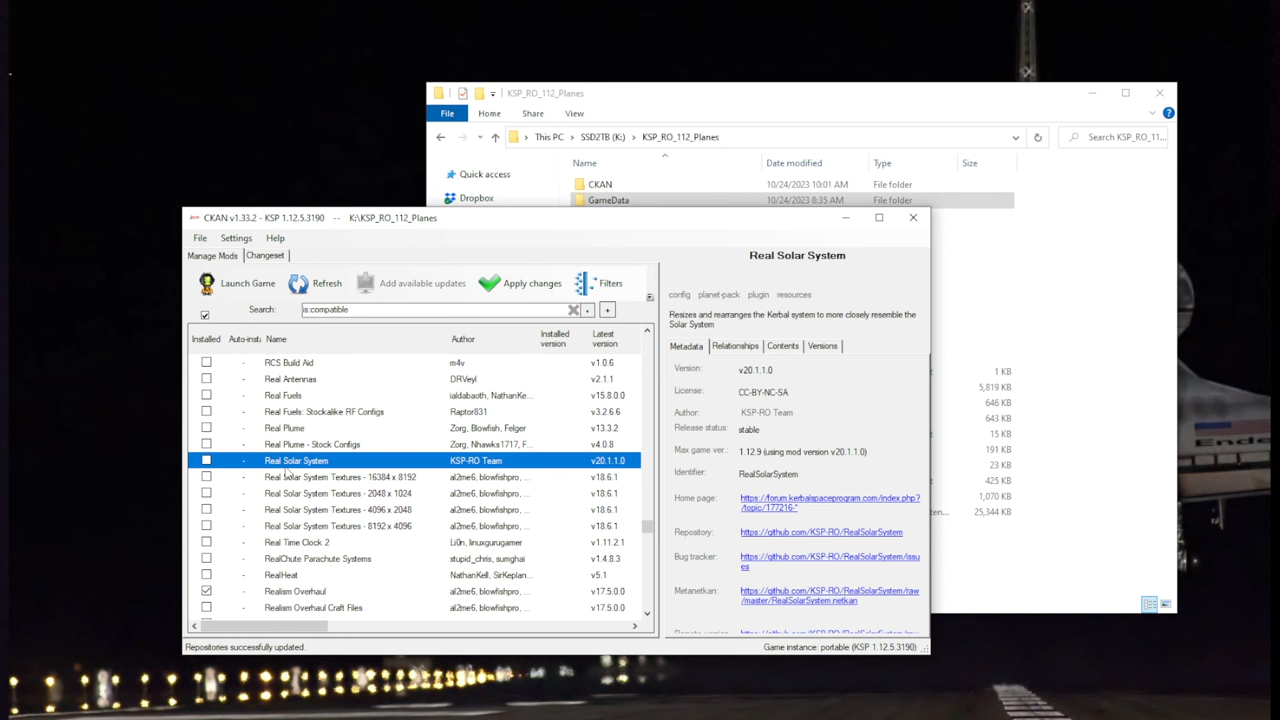 KSP_RO_112_Planes
File Home Share View
This PC SSD2TB (K:) KSP_RO_112_Planes
Search KSP_RO_11...
Name Date modified Type Size
Quick access
Dropbox
CKAN 10/24/2023 10:01 AM File folder
GameData 10/24/2023 8:35 AM File folder
1 KB
5,819 KB
646 KB
643 KB
15 KB
191 KB
23 KB
425 KB
1,070 KB
25,344 KB
CKAN v1.33.2 - KSP 1.12.5.3190 -- K:\KSP_RO_112_Planes
File Settings Help
Manage Mods Changeset
Launch Game Refresh Add available updates Apply changes Filters
Search: is:compatible
Installed Auto-insta Name Author Installed version Latest version
RCS Build Aid m4v v1.0.6
- Real Antennas DRVeyl v2.1.1
- Real Fuels ialdabaoth, NathanKe... v15.8.0.0
- Real Fuels: Stockalike RF Configs Raptor831 v3.2.6.6
- Real Plume Zorg, Blowfish, Felger v13.3.2
- Real Plume - Stock Configs Zorg, Nhawks1717, F... v4.0.8
- Real Solar System KSP-RO Team v20.1.1.0
- Real Solar System Textures - 16384 x 8192 al2me6, blowfishpro, ... v18.6.1
- Real Solar System Textures - 2048 x 1024 al2me6, blowfishpro, ... v18.6.1
- Real Solar System Textures - 4096 x 2048 al2me6, blowfishpro, ... v18.6.1
- Real Solar System Textures - 8192 x 4096 al2me6, blowfishpro, ... v18.6.1
- Real Time Clock 2 Li0n, linuxgurugamer v1.11.2.1
- RealChute Parachute Systems stupid_chris, sumghai v1.4.8.3
- RealHeat NathanKell, SirKeplan... v5.1
- Realism Overhaul al2me6, blowfishpro, ... v17.5.0.0
- Realism Overhaul Craft Files al2me6, blowfishpro, ... v17.5.0.0
Repositories successfully updated.
Real Solar System
config planet-pack plugin resources
Resizes and rearranges the Kerbal system to more closely resemble the
Solar System
Metadata Relationships Contents Versions
Version: v20.1.1.0
License: CC-BY-NC-SA
Author: KSP-RO Team
Release status: stable
Max game ver.: 1.12.9 (using mod version v20.1.1.0)
Identifier: RealSolarSystem
Home page: https://forum.kerbalspaceprogram.com/index.php?
/topic/177216-*
Repository: https://github.com/KSP-RO/RealSolarSystem
Bug tracker: https://github.com/KSP-RO/RealSolarSystem/issu
es
Metanetkan: https://github.com/KSP-RO/RealSolarSystem/raw
/master/RealSolarSystem.netkan
Game instance: portable (KSP 1.12.5.3190)